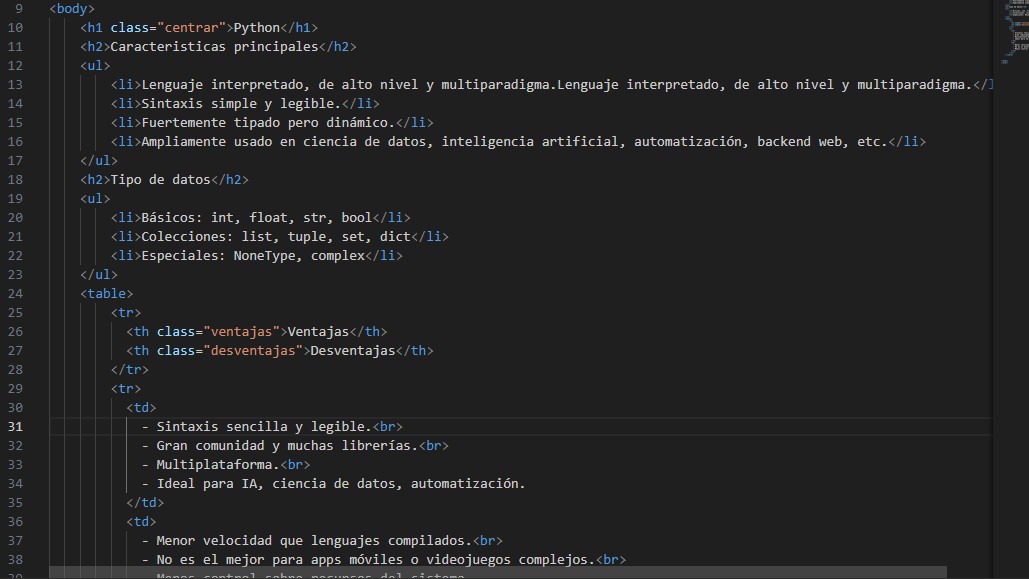 9 <body>
10 <h1 class="centrar">Python</h1>
11 <h2>Caracteristicas principales</h2>
12 <ul>
13 <li>Lenguaje interpretado, de alto nivel y multiparadigma.Lenguaje interpretado, de alto nivel y multiparadigma.</l
14 <li>Sintaxis simple y legible.</li>
15 <li>Fuertemente tipado pero dinámico.</li>
16 <li>Ampliamente usado en ciencia de datos, inteligencia artificial, automatización, backend web, etc.</li>
17 </ul>
18 <h2>Tipo de datos</h2>
19 <ul>
20 <li>Básicos: int, float, str, bool</li>
21 <li>Colecciones: list, tuple, set, dict</li>
22 <li>Especiales: NoneType, complex</li>
23 </ul>
24 <table>
25 <tr>
26 <th class="ventajas">Ventajas</th>
27 <th class="desventajas">Desventajas</th>
28 </tr>
29 <tr>
30 <td>
31 - Sintaxis sencilla y legible.<br>
32 - Gran comunidad y muchas librerías.<br>
33 - Multiplataforma.<br>
34 - Ideal para IA, ciencia de datos, automatización.
35 </td>
36 <td>
37 - Menor velocidad que lenguajes compilados.<br>
38 - No es el mejor para apps móviles o videojuegos complejos.<br>
39 - Menos control sobre recursos del sistema.